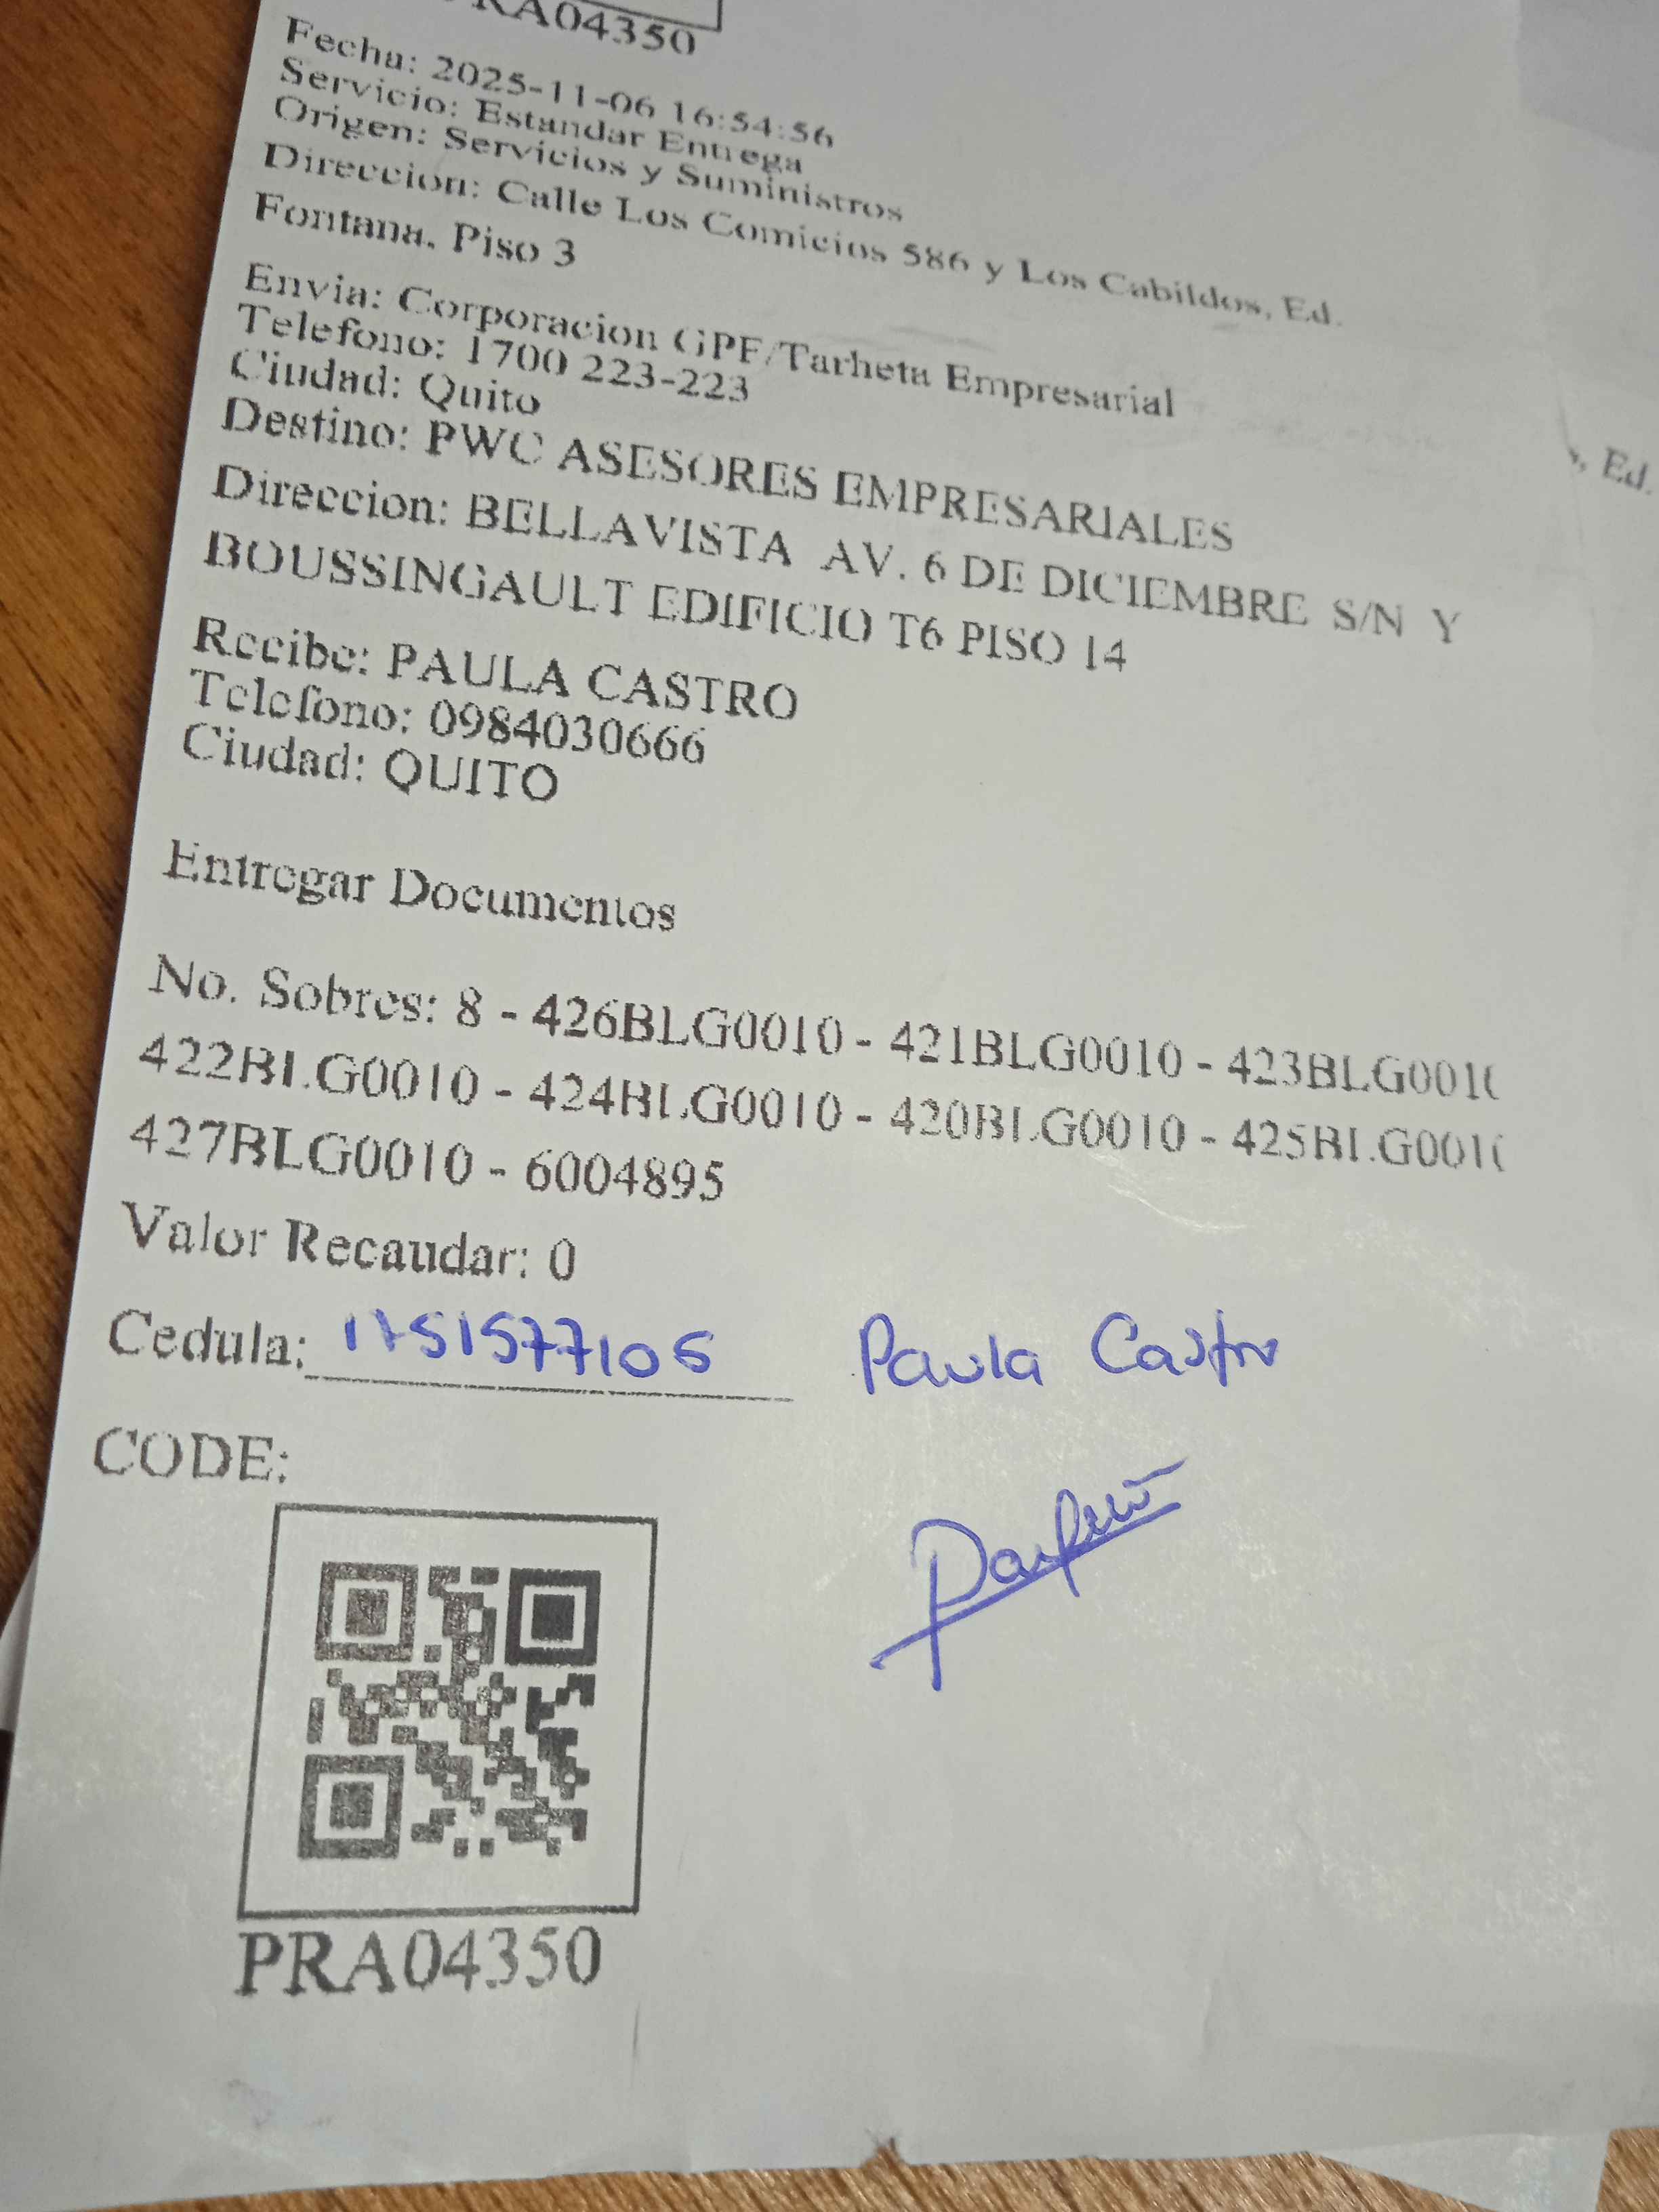 PRA04350
Fecha: 2025-11-06 16:54:56
Servicio: Estandar Entrega
Origen: Servicios y Suministros
Direccion: Calle Los Comicios 586 y Los Cabildos, Ed.
Fontana, Piso 3
Envia: Corporacion GPF/Tarheta Empresarial
Telefono: 1700 223-223
Ciudad: Quito
, Ed.
Destino: PWC ASESORES EMPRESARIALES
Direccion: BELLAVISTA AV. 6 DE DICIEMBRE S/N Y
BOUSSINGAULT EDIFICIO T6 PISO 14
Recibe: PAULA CASTRO
Telefono: 0984030666
Ciudad: QUITO
Entregar Documentos
No. Sobres: 8 - 426BLG0010 - 421BLG0010 - 423BLG0010
422BLG0010 - 424BLG0010 - 420BLG0010 - 425BLG0010
427BLG0010 - 6004895
Valor Recaudar: 0
Cedula: 1751577105 Paula Castro
CODE:
PRA04350